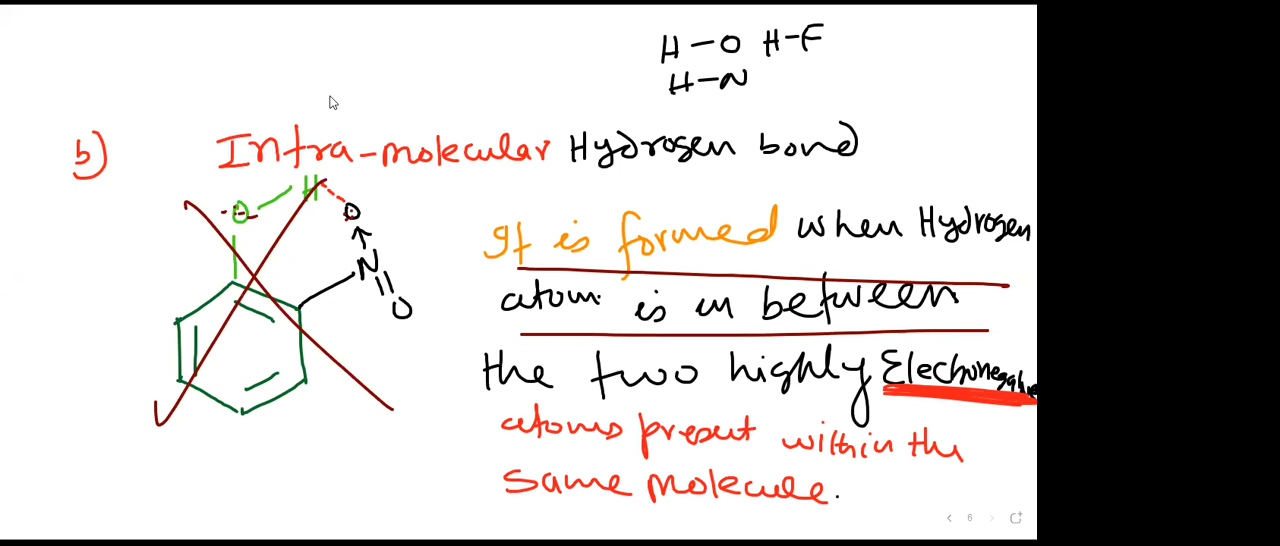 H-O H-F
H-N
b) Intra-molecular Hydrogen bond
O H
O
N
O
It is formed when Hydrogen
atom is in between
the two highly Electronegative
atoms present within the
same molecule.
6